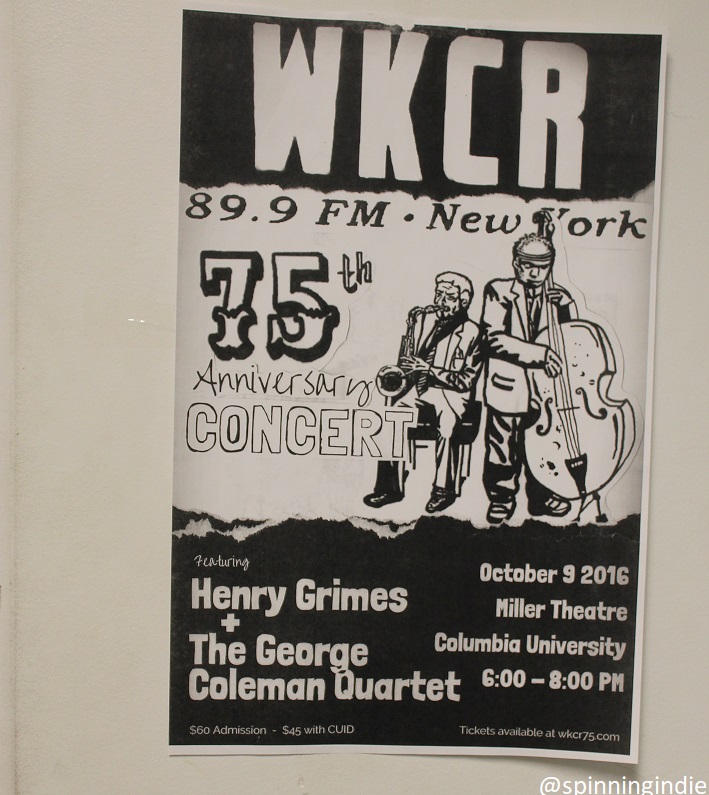 WKCR
89.9 FM • New York
75th
Anniversary
CONCERT
Featuring
Henry Grimes
+
The George
Coleman Quartet
October 9 2016
Miller Theatre
Columbia University
6:00 – 8:00 PM
$60 Admission - $45 with CUID
Tickets available at wkcr75.com
@spinningindie